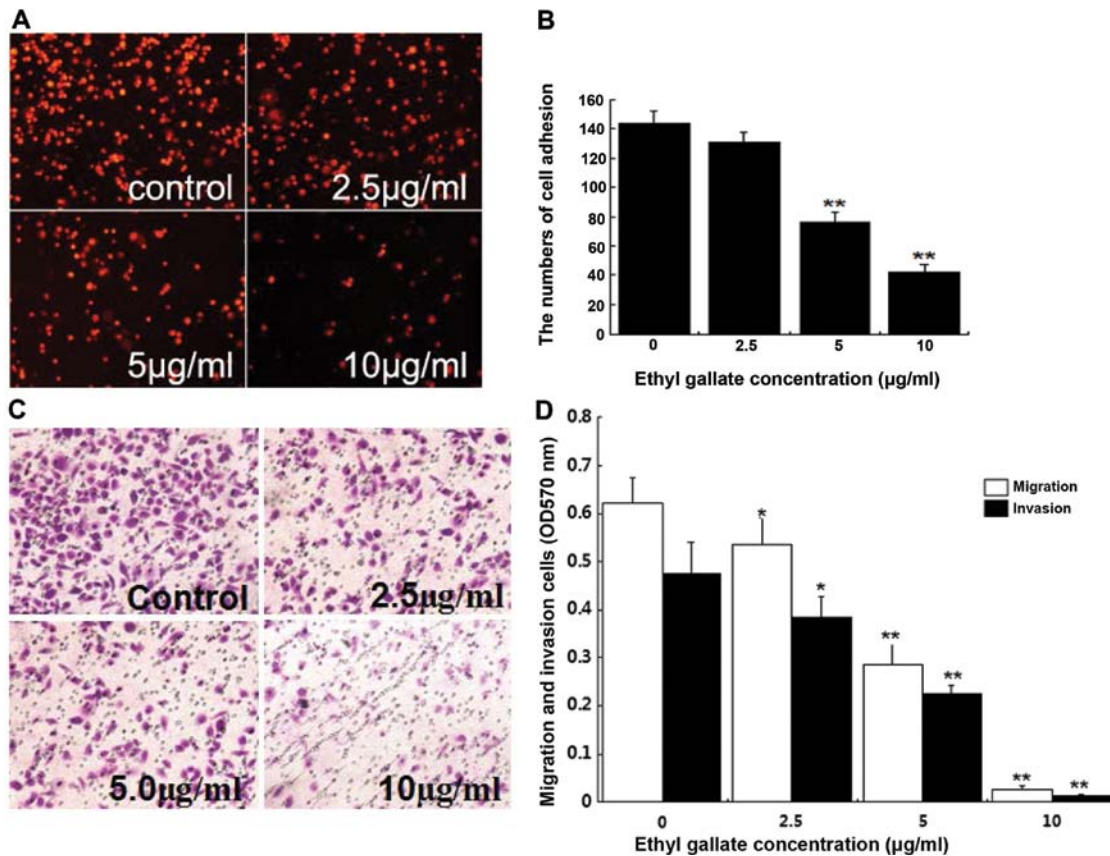 A
control
2.5µg/ml
5µg/ml
10µg/ml
B
The numbers of cell adhesion
160
140
120
100
80
60
40
20
0
**
**
0
2.5
5
10
Ethyl gallate concentration (µg/ml)
C
Control
2.5µg/ml
5.0µg/ml
10µg/ml
D
Migration and invasion cells (OD570 nm)
0.8
0.7
0.6
0.5
0.4
0.3
0.2
0.1
0
Migration
Invasion
*
*
**
**
**
**
0
2.5
5
10
Ethyl gallate concentration (µg/ml)